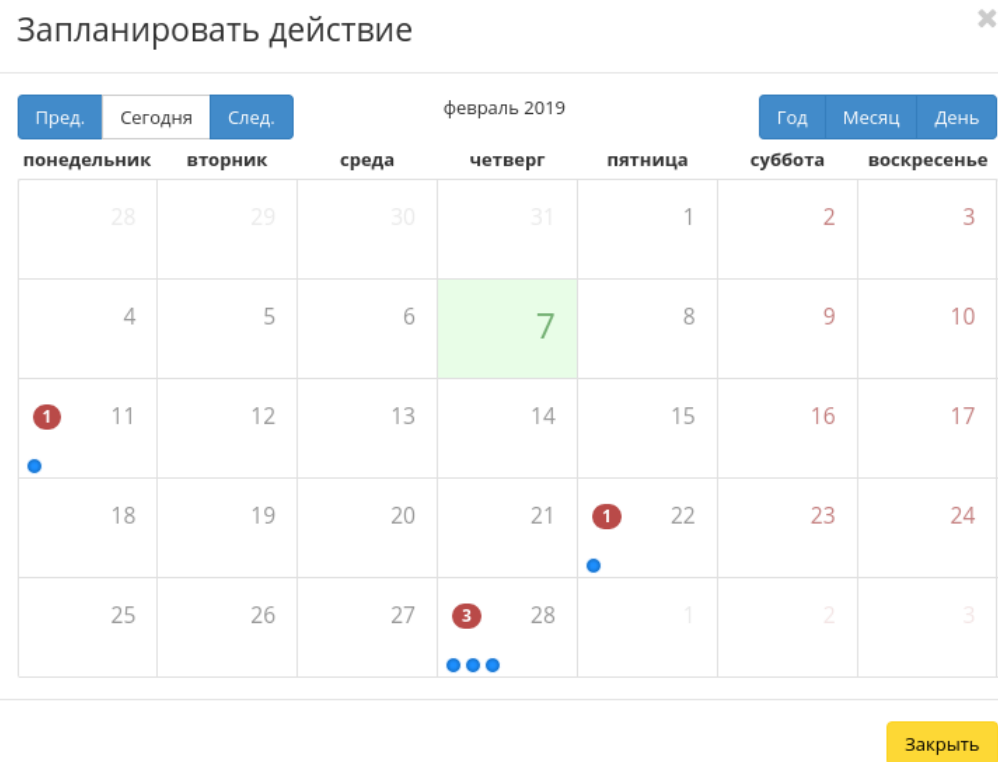 Запланировать действие ×
Пред. Сегодня След. февраль 2019 Год Месяц День
понедельник вторник среда четверг пятница суббота воскресенье
28 29 30 31 1 2 3
4 5 6 7 8 9 10
1 11 12 13 14 15 16 17
18 19 20 21 1 22 23 24
25 26 27 3 28 1 2 3
Закрыть